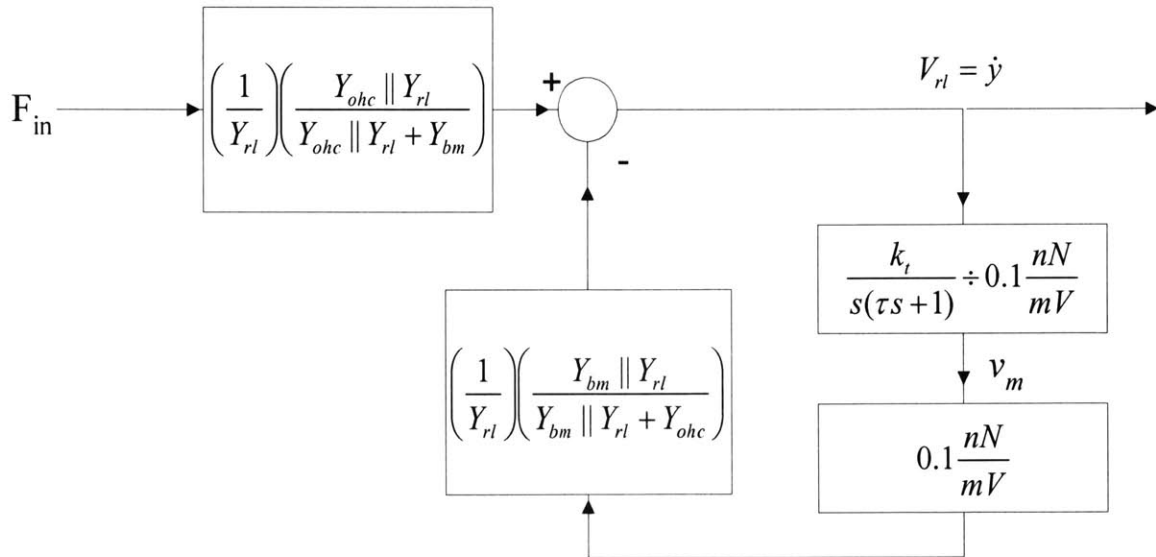 F_in
(1/Y_rl)((Y_ohc || Y_rl)/(Y_ohc || Y_rl + Y_bm))
+
-
V_rl = ẏ
k_t/(s(τs+1)) ÷ 0.1 nN/mV
v_m
(1/Y_rl)((Y_bm || Y_rl)/(Y_bm || Y_rl + Y_ohc))
0.1 nN/mV